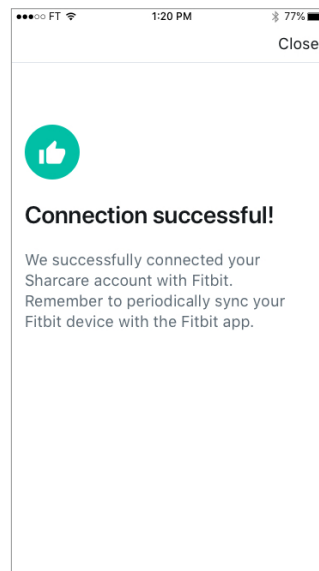 FT 1:20 PM 77%
Close
Connection successful!
We successfully connected your
Sharcare account with Fitbit.
Remember to periodically sync your
Fitbit device with the Fitbit app.